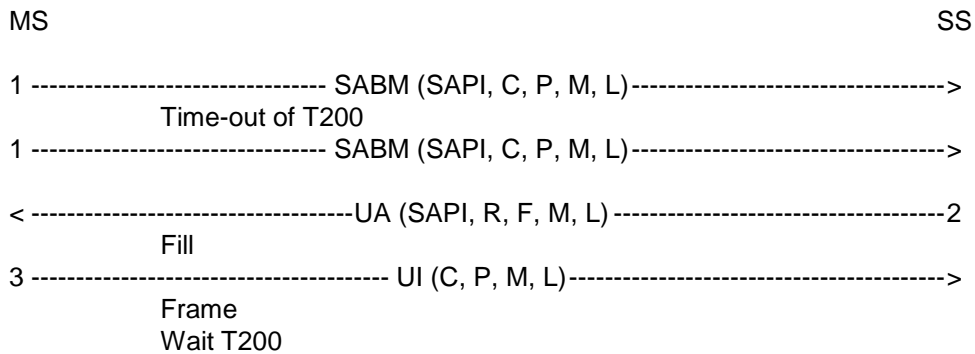 MS SS
1 --------------------------------- SABM (SAPI, C, P, M, L)----------------------------------->
Time-out of T200
1 --------------------------------- SABM (SAPI, C, P, M, L)----------------------------------->
< ------------------------------------UA (SAPI, R, F, M, L) -------------------------------------2
Fill
3 ---------------------------------------- UI (C, P, M, L)------------------------------------------>
Frame
Wait T200